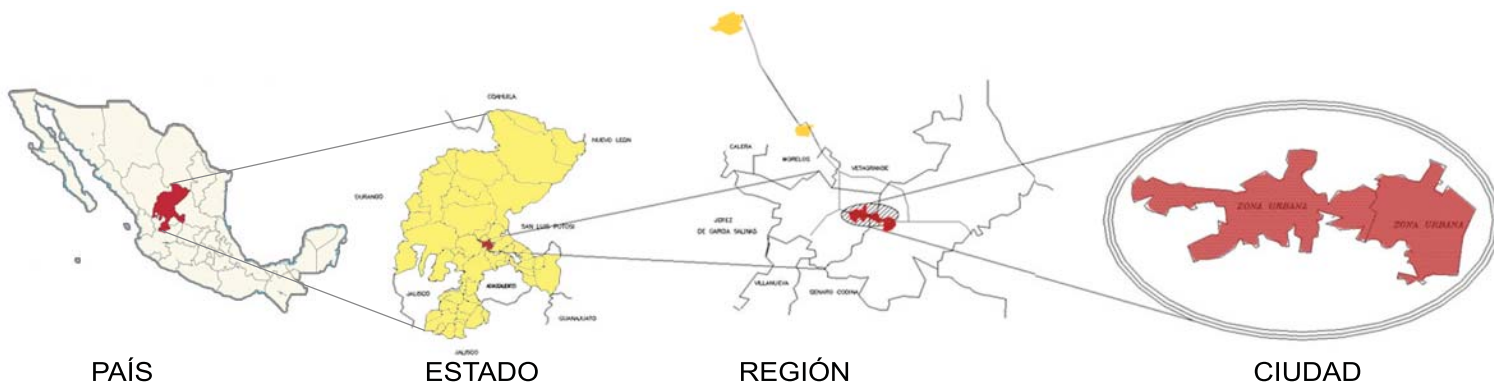 COAHUILA
NUEVO LEON
DURANGO
SAN LUIS POTOSI
JALISCO
GUANAJUATO
JALISCO
CALERA
MORELOS
VETAGRANDE
JEREZ
DE GARCIA SALINAS
VILLANUEVA
GENARO CODINA
ZONA URBANA
ZONA URBANA
PAÍS
ESTADO
REGIÓN
CIUDAD